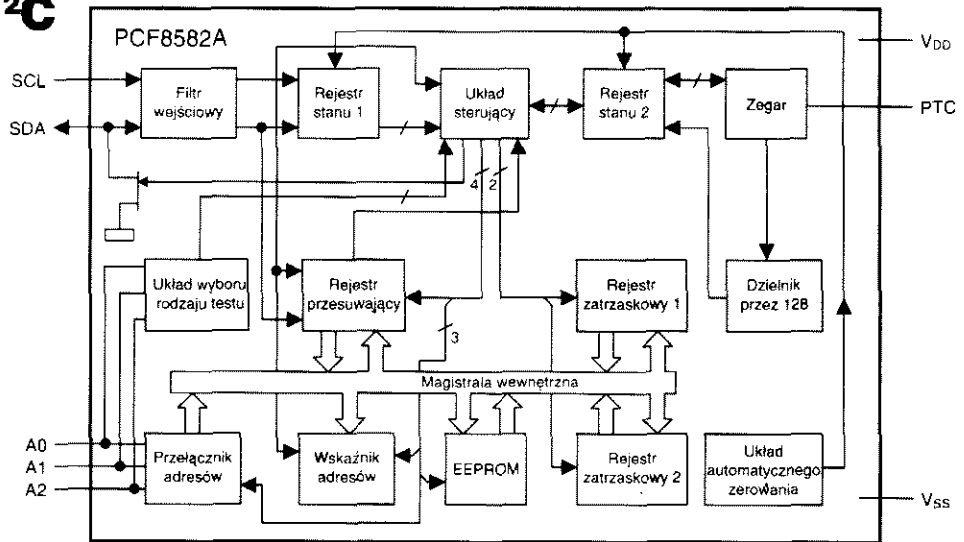 ²C
PCF8582A
VDD
SCL
SDA
Filtr
wejściowy
Rejestr
stanu 1
Układ
sterujący
Rejestr
stanu 2
Zegar
PTC
4
2
Układ wyboru
rodzaju testu
Rejestr
przesuwający
Rejestr
zatrzaskowy 1
Dzielnik
przez 128
3
Magistrala wewnętrzna
A0
A1
A2
Przełącznik
adresów
Wskaźnik
adresów
EEPROM
Rejestr
zatrzaskowy 2
Układ
automatycznego
zerowania
VSS